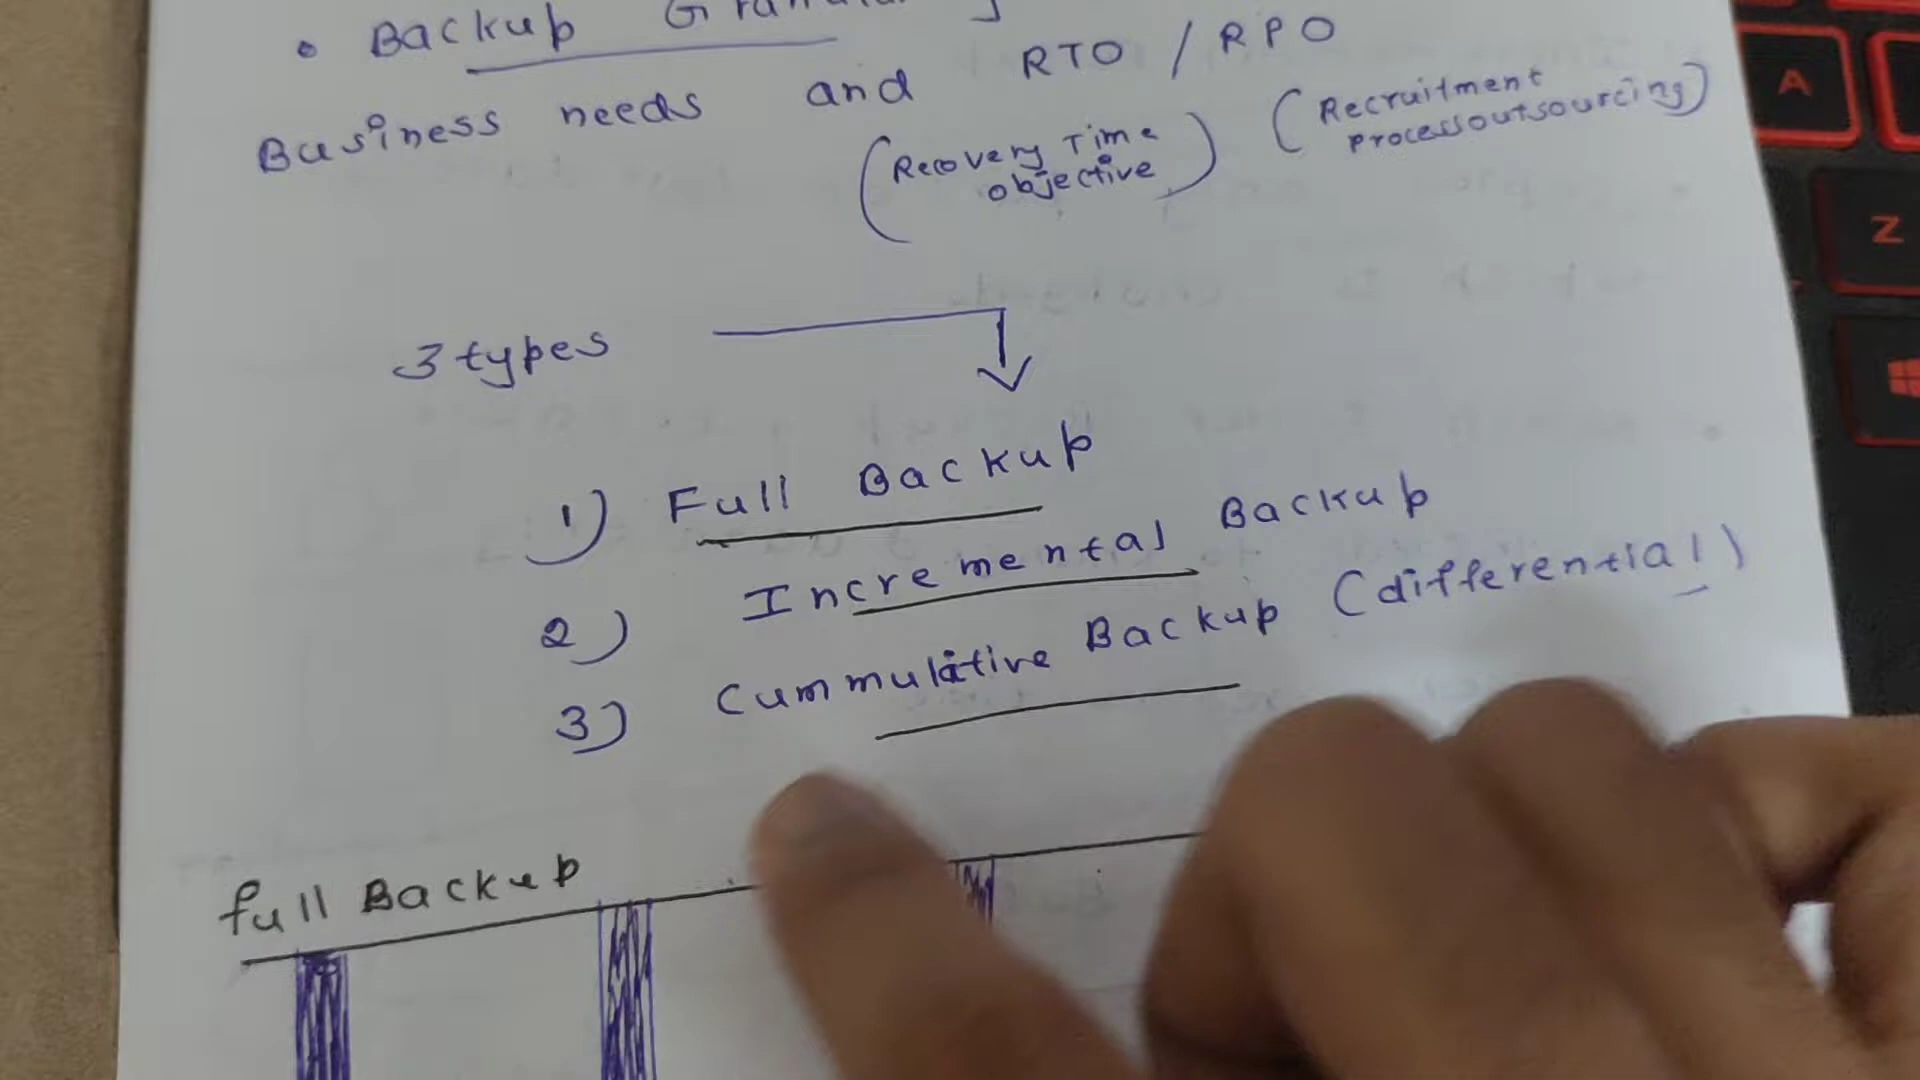 • Backup
Business needs and RTO / RPO
(Recovery Time objective) (Recruitment processoutsourcing)
3 types
1) Full Backup
2) Incremental Backup
3) Cummulative Backup (differential)
full Backup
A
Z